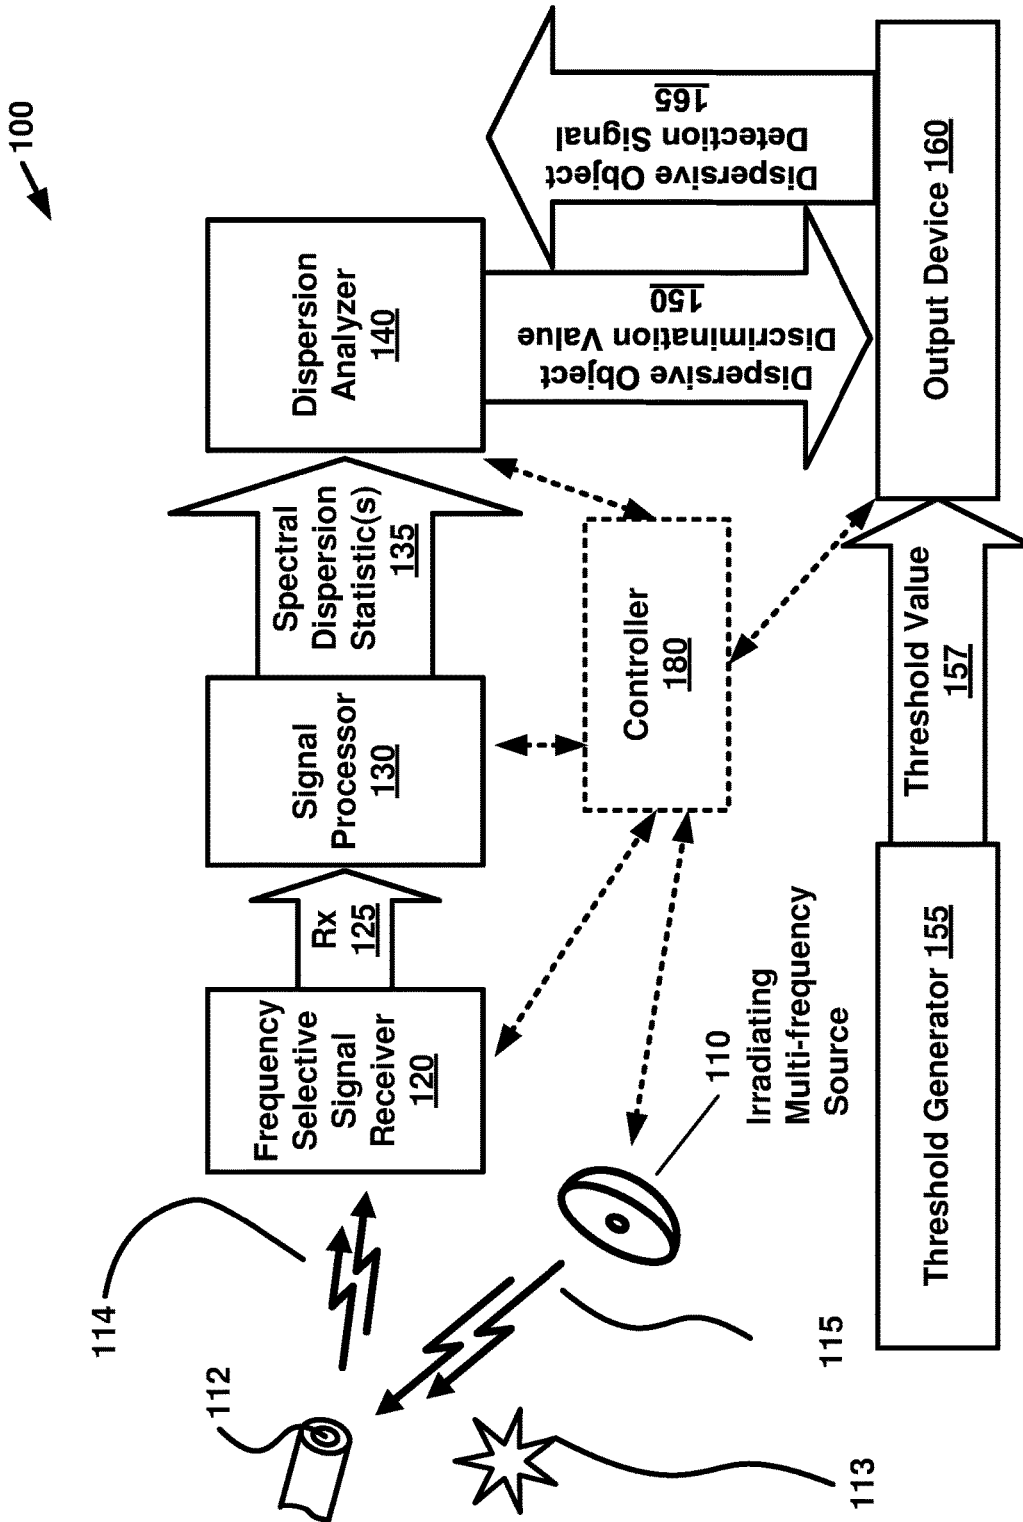 100
Frequency
Selective
Signal
Receiver
120
Rx
125
Signal
Processor
130
Spectral
Dispersion
Statistic(s)
135
Dispersion
Analyzer
140
Dispersive Object
Discrimination Value
150
Dispersive Object
Detection Signal
165
Controller
180
114
112
113
115
110
Irradiating
Multi-frequency
Source
Threshold Generator 155
Threshold Value
157
Output Device 160